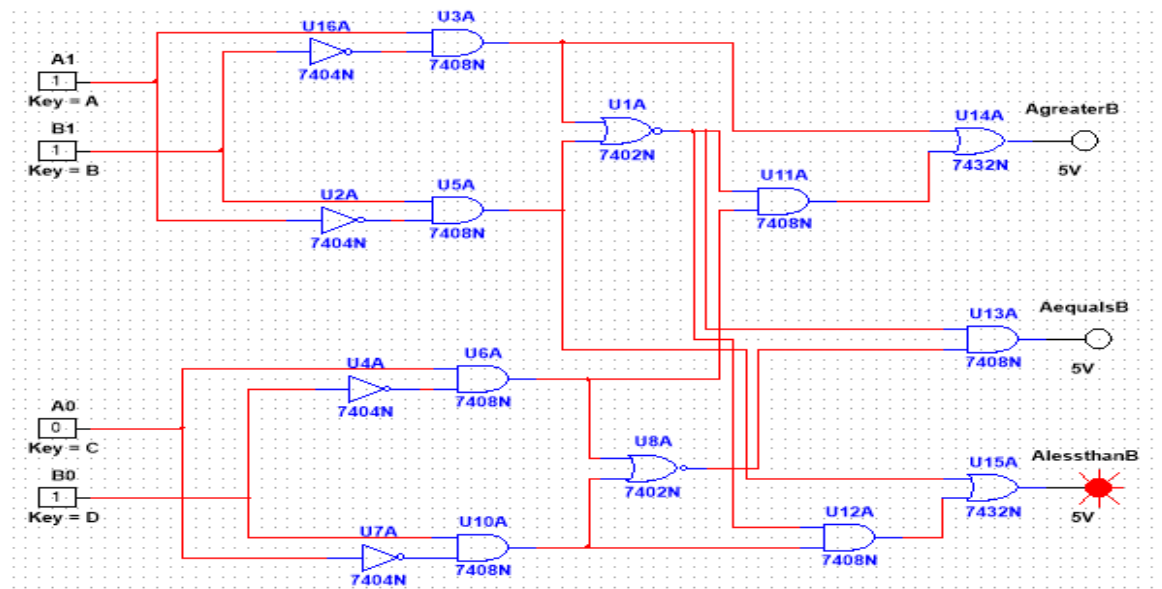 U3A
U16A
7408N
7404N
A1
1
Key = A
B1
1
Key = B
U1A
7402N
U14A
AgreaterB
7432N
5V
U11A
7408N
U5A
U2A
7408N
7404N
U13A
AequalsB
7408N
5V
U6A
U4A
7408N
7404N
A0
0
Key = C
B0
1
Key = D
U8A
7402N
U15A
AlessthanB
7432N
5V
U12A
7408N
U10A
U7A
7408N
7404N